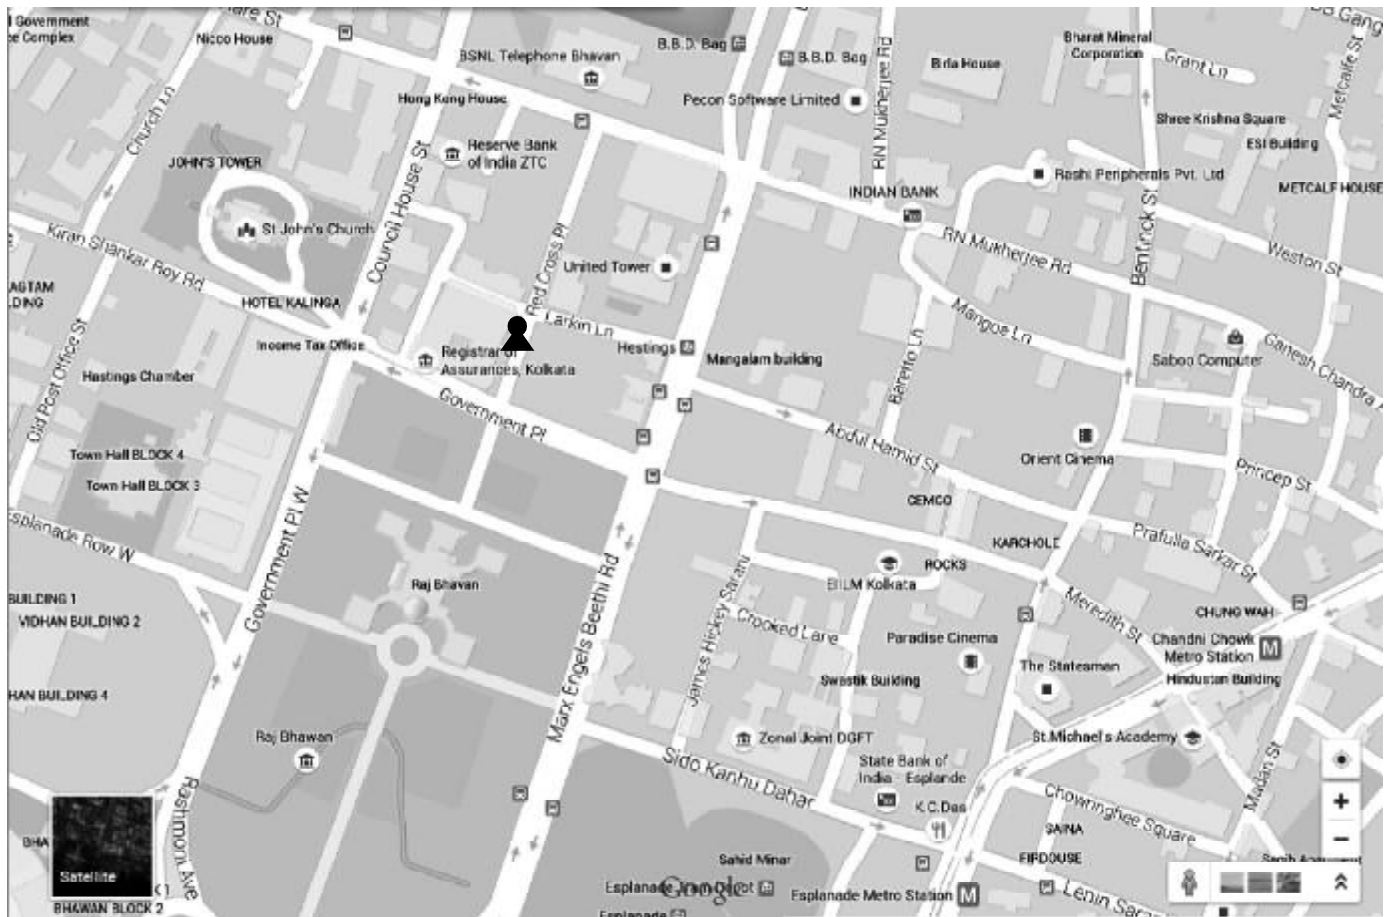 Government
Complex
Nicco House
BSNL Telephone Bhavan
B.B.D. Bag
B.B.D. Bag
RN Mukherjee Rd
Birla House
Bharat Mineral
Corporation
Grant Ln
Metcalfe St
Hong Kong House
Pecon Software Limited
Shree Krishna Square
ESI Building
Church Ln
JOHN'S TOWER
Reserve Bank
of India ZTC
INDIAN BANK
Rashi Peripherals Pvt. Ltd
METCALF HOUSE
St John's Church
Council House St
Kiran Shankar Roy Rd
Red Cross Pl
United Tower
RN Mukherjee Rd
Bentinck St
Weston St
HOTEL KALINGA
Larkin Ln
Mangoe Ln
Income Tax Office
Registrar of
Assurances, Kolkata
Hestings
Mangalam building
Baretto Ln
Saboo Computer
Ganesh Chandra
Hastings Chamber
Old Post Office St
Government Pl
Abdul Hamid St
Orient Cinema
Princep St
Town Hall BLOCK 4
Town Hall BLOCK 3
CEMCO
Esplanade Row W
Government Pl W
KARCHOLE
Prafulla Sarkar St
Raj Bhavan
Marx Engels Beethi Rd
James Hickey Sarani
EIILM Kolkata
ROCKS
BUILDING 1
VIDHAN BUILDING 2
Crooked Lane
Paradise Cinema
Meredith St
CHUNG WAH
Chandni Chowk
Metro Station
The Statesman
Hindustan Building
BUILDING 4
Swastik Building
Raj Bhawan
Zonal Joint DGFT
St.Michael's Academy
Sido Kanhu Dahar
State Bank of
India - Esplande
K.C.Das
Chowringhee Square
Madan St
Rashmoni Ave
SAINA
FIRDOUSE
Satellite
Sahid Minar
Esplanade Tram Depot
Google
Esplanade Metro Station
BHAWAN BLOCK 2
Esplanade